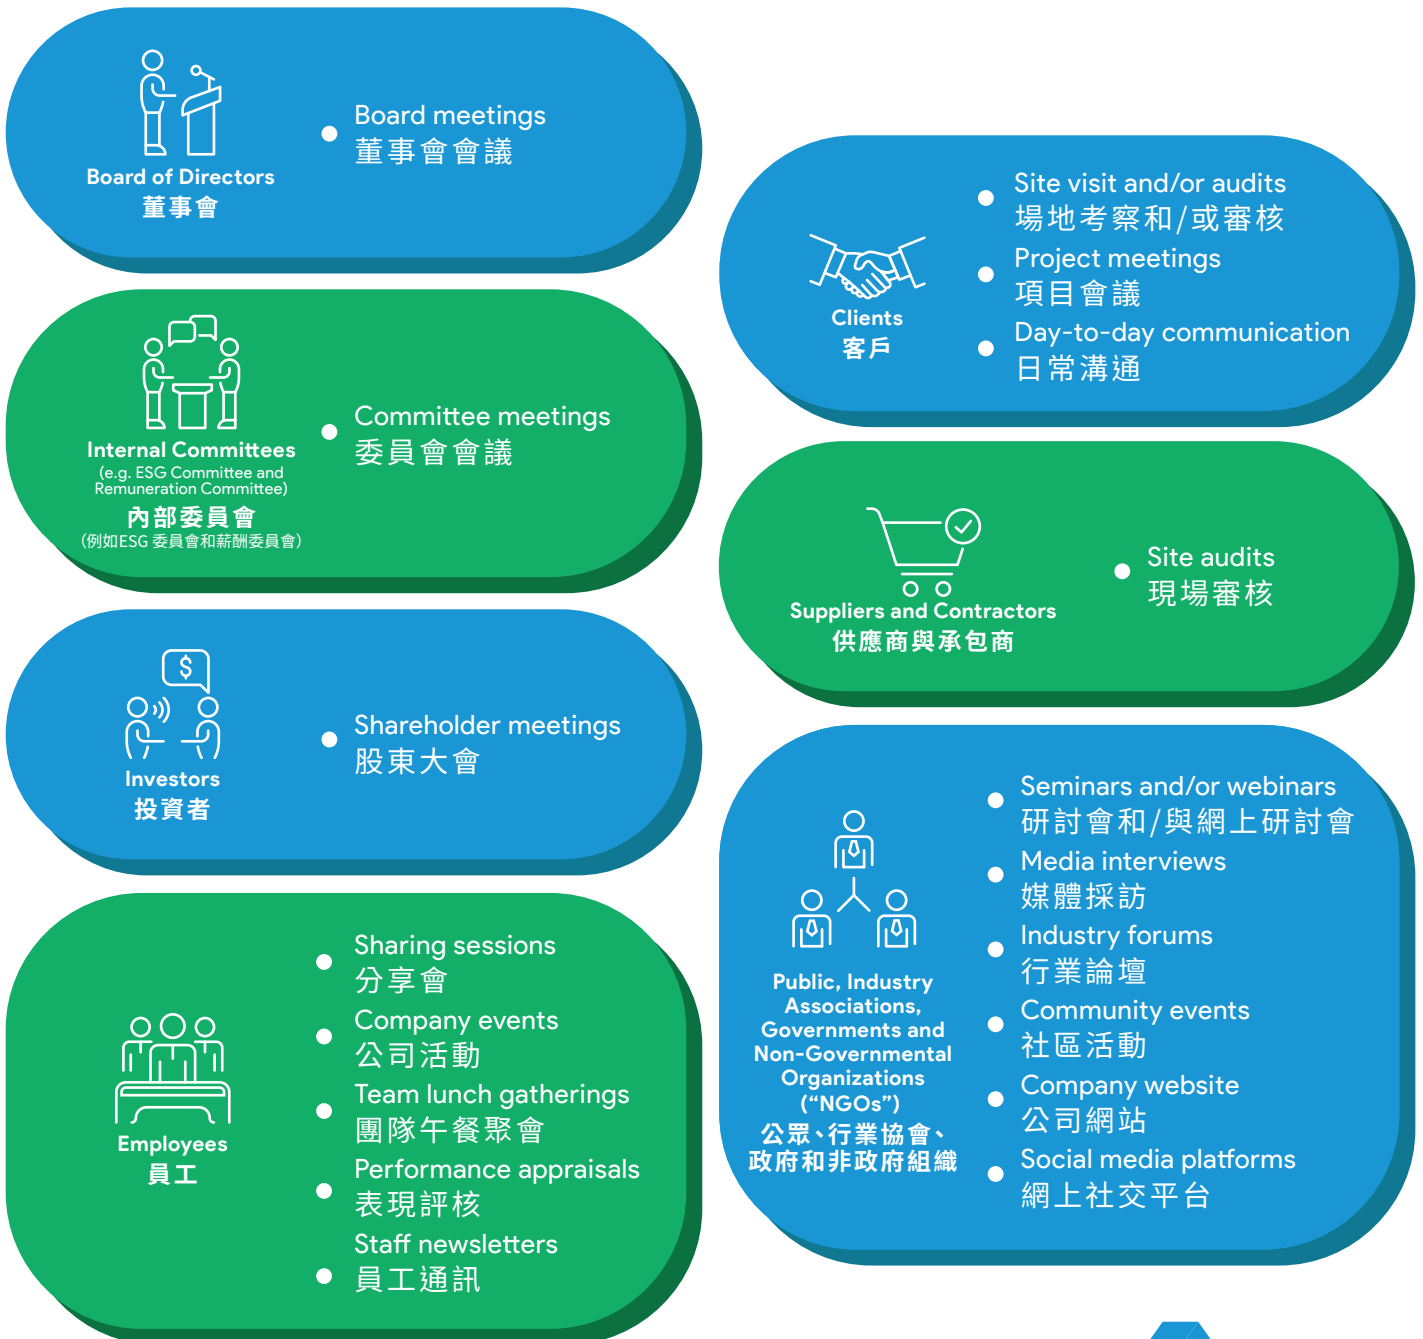 Board of Directors
董事會
Board meetings
董事會會議
Internal Committees
(e.g. ESG Committee and
Remuneration Committee)
內部委員會
（例如ESG 委員會和薪酬委員會）
Committee meetings
委員會會議
Investors
投資者
Shareholder meetings
股東大會
Employees
員工
Sharing sessions
分享會
Company events
公司活動
Team lunch gatherings
團隊午餐聚會
Performance appraisals
表現評核
Staff newsletters
員工通訊
Clients
客戶
Site visit and/or audits
場地考察和/或審核
Project meetings
項目會議
Day-to-day communication
日常溝通
Suppliers and Contractors
供應商與承包商
Site audits
現場審核
Public, Industry
Associations,
Governments and
Non-Governmental
Organizations
(“NGOs”)
公眾、行業協會、
政府和非政府組織
Seminars and/or webinars
研討會和/與網上研討會
Media interviews
媒體採訪
Industry forums
行業論壇
Community events
社區活動
Company website
公司網站
Social media platforms
網上社交平台